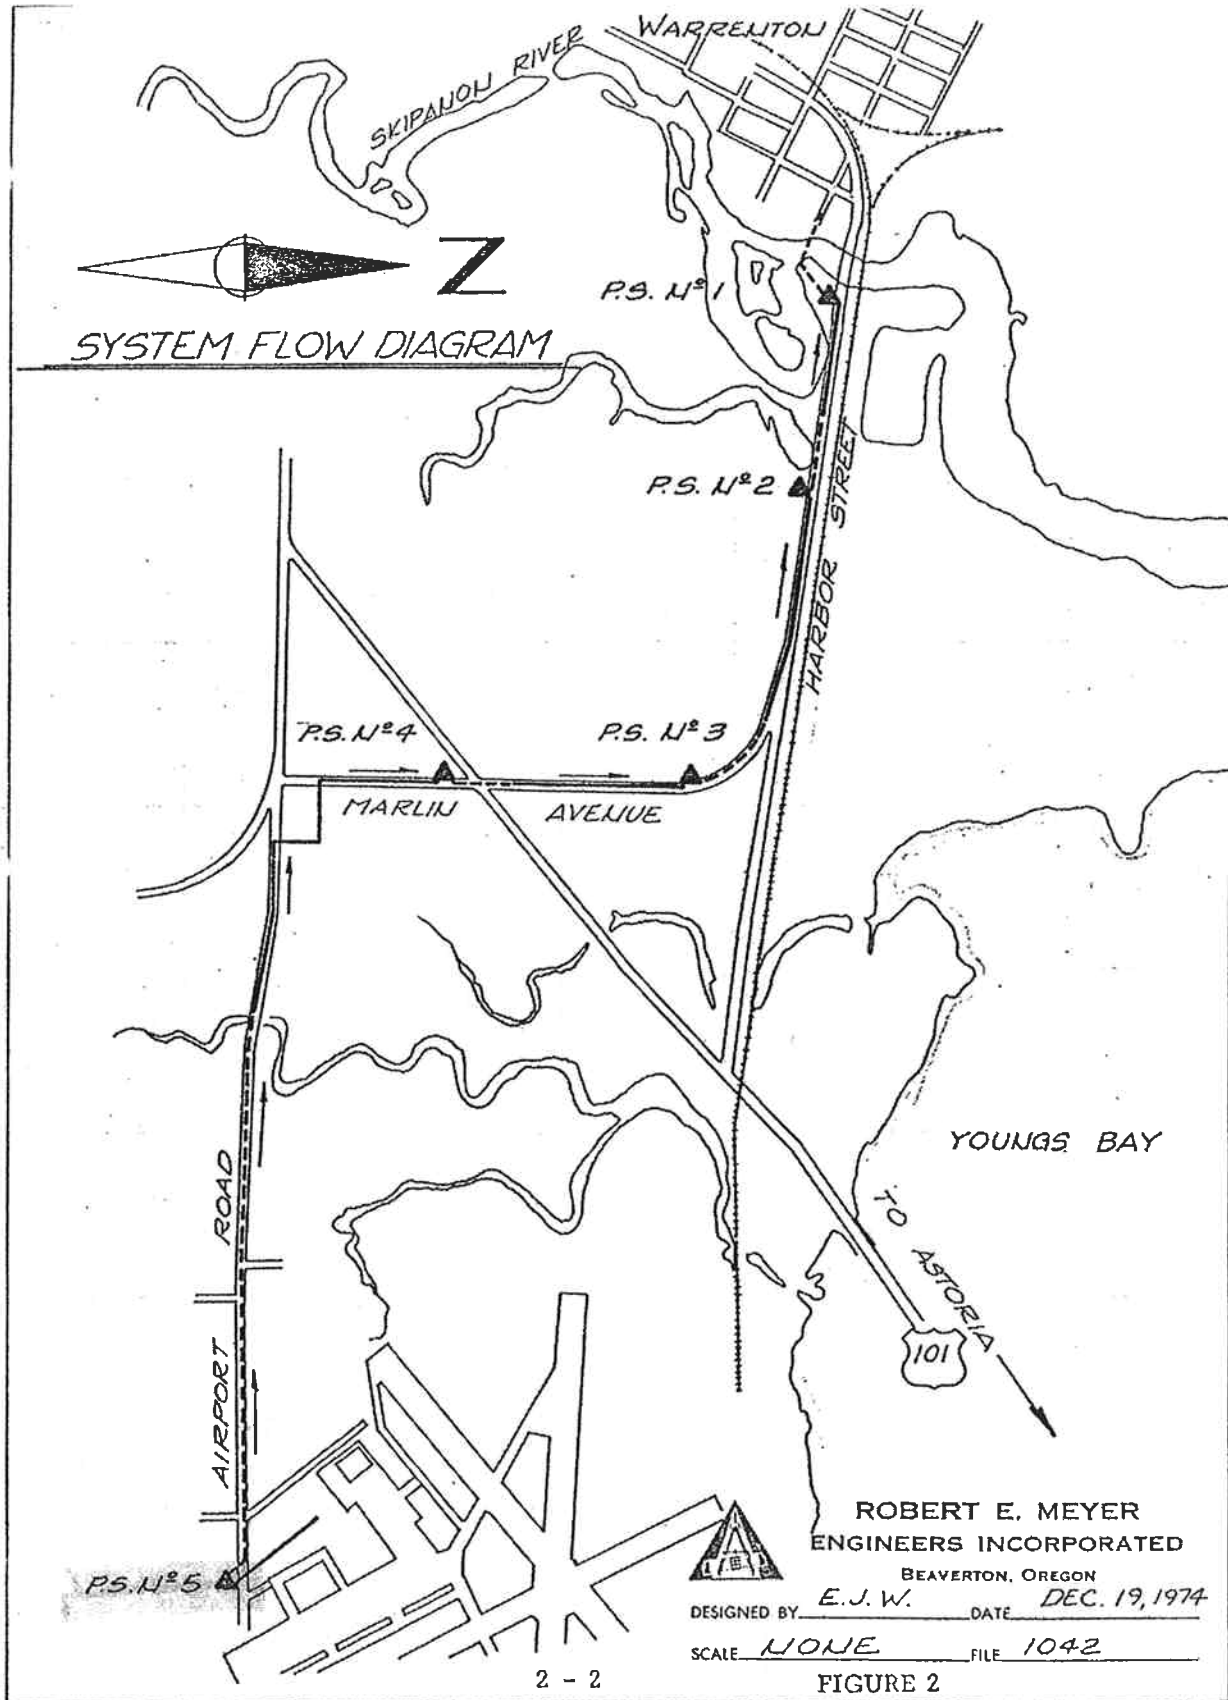 WARRENTON
SKIPANON RIVER
N
P.S. Nº 1
SYSTEM FLOW DIAGRAM
P.S. Nº 2
HARBOR STREET
P.S. Nº 4
P.S. Nº 3
MARLIN AVENUE
YOUNGS BAY
AIRPORT ROAD
TO ASTORIA
101
P.S. Nº 5
ROBERT E. MEYER
ENGINEERS INCORPORATED
BEAVERTON, OREGON
DESIGNED BY E.J.W. DATE DEC. 19, 1974
SCALE NONE FILE 1042
2 - 2
FIGURE 2